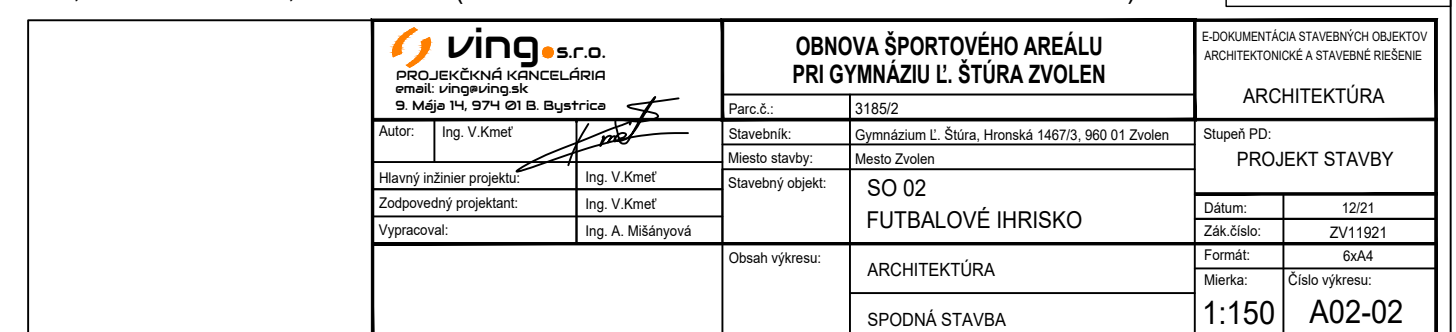 ving s.r.o.
PROJEKČKNÁ KANCELÁRIA
email: ving@ving.sk
9. Mája 14, 974 01 B. Bystrica
OBNOVA ŠPORTOVÉHO AREÁLU
PRI GYMNÁZIU Ľ. ŠTÚRA ZVOLEN
E-DOKUMENTÁCIA STAVEBNÝCH OBJEKTOV
ARCHITEKTONICKÉ A STAVEBNÉ RIEŠENIE
ARCHITEKTÚRA
Parc.č.: 3185/2
Autor: Ing. V.Kmeť
Kmeť
Stavebník: Gymnázium Ľ. Štúra, Hronská 1467/3, 960 01 Zvolen
Stupeň PD:
PROJEKT STAVBY
Miesto stavby: Mesto Zvolen
Hlavný inžinier projektu: Ing. V.Kmeť
Zodpovedný projektant: Ing. V.Kmeť
Vypracoval: Ing. A. Mišányová
Stavebný objekt: SO 02
FUTBALOVÉ IHRISKO
Dátum: 12/21
Zák.číslo: ZV11921
Formát: 6xA4
Obsah výkresu: ARCHITEKTÚRA
SPODNÁ STAVBA
Mierka: Číslo výkresu:
1:150 A02-02